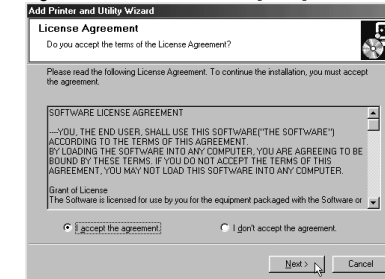 Add Printer and Utility Wizard
License Agreement
Do you accept the terms of the License Agreement?
Please read the following License Agreement. To continue the installation, you must accept
the agreement.
SOFTWARE LICENSE AGREEMENT
---YOU, THE END USER, SHALL USE THIS SOFTWARE("THE SOFTWARE")
ACCORDING TO THE TERMS OF THIS AGREEMENT.
BY LOADING THE SOFTWARE INTO ANY COMPUTER, YOU ARE AGREEING TO BE
BOUND BY THESE TERMS. IF YOU DO NOT ACCEPT THE TERMS OF THIS
AGREEMENT, YOU MAY NOT LOAD THIS SOFTWARE INTO ANY COMPUTER.
Grant of License
The Software is licensed for use by you for the equipment packaged with the Software or
I accept the agreement. I don't accept the agreement.
Next > Cancel